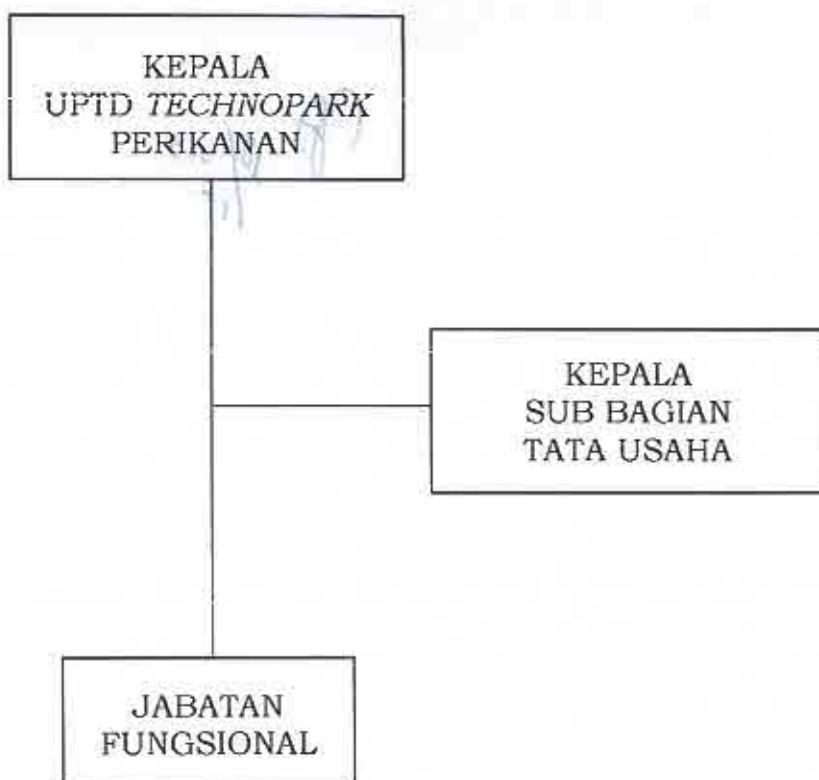 KEPALA
UPTD TECHNOPARK
PERIKANAN
KEPALA
SUB BAGIAN
TATA USAHA
JABATAN
FUNGSIONAL